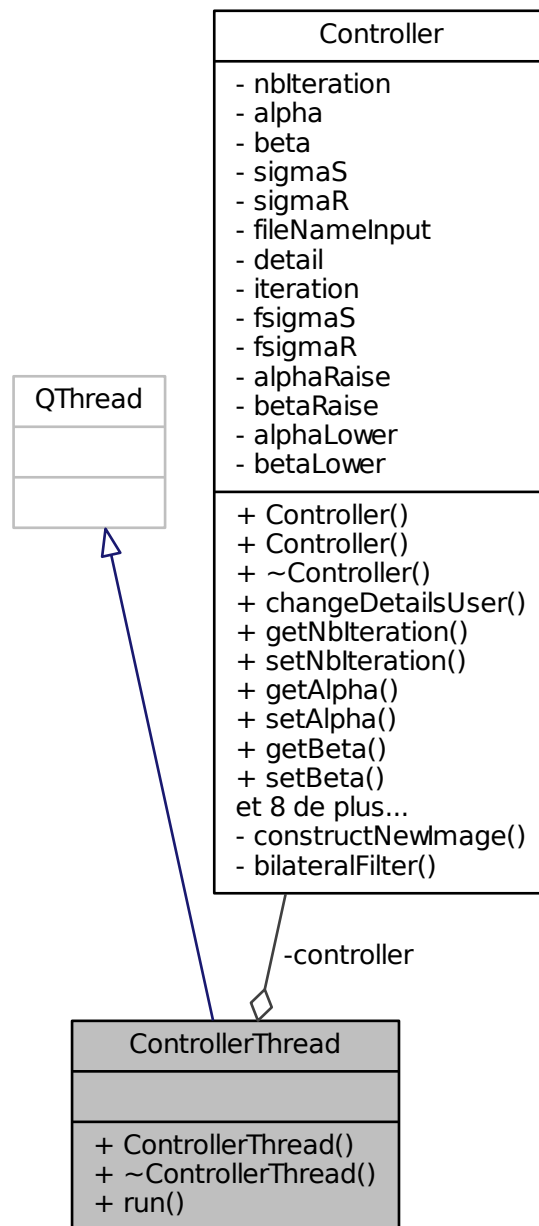 Controller
- nbIteration
- alpha
- beta
- sigmaS
- sigmaR
- fileNameInput
- detail
- iteration
- fsigmaS
- fsigmaR
- alphaRaise
- betaRaise
- alphaLower
- betaLower
+ Controller()
+ Controller()
+ ~Controller()
+ changeDetailsUser()
+ getNbIteration()
+ setNbIteration()
+ getAlpha()
+ setAlpha()
+ getBeta()
+ setBeta()
et 8 de plus...
- constructNewImage()
- bilateralFilter()
QThread
-controller
ControllerThread
+ ControllerThread()
+ ~ControllerThread()
+ run()